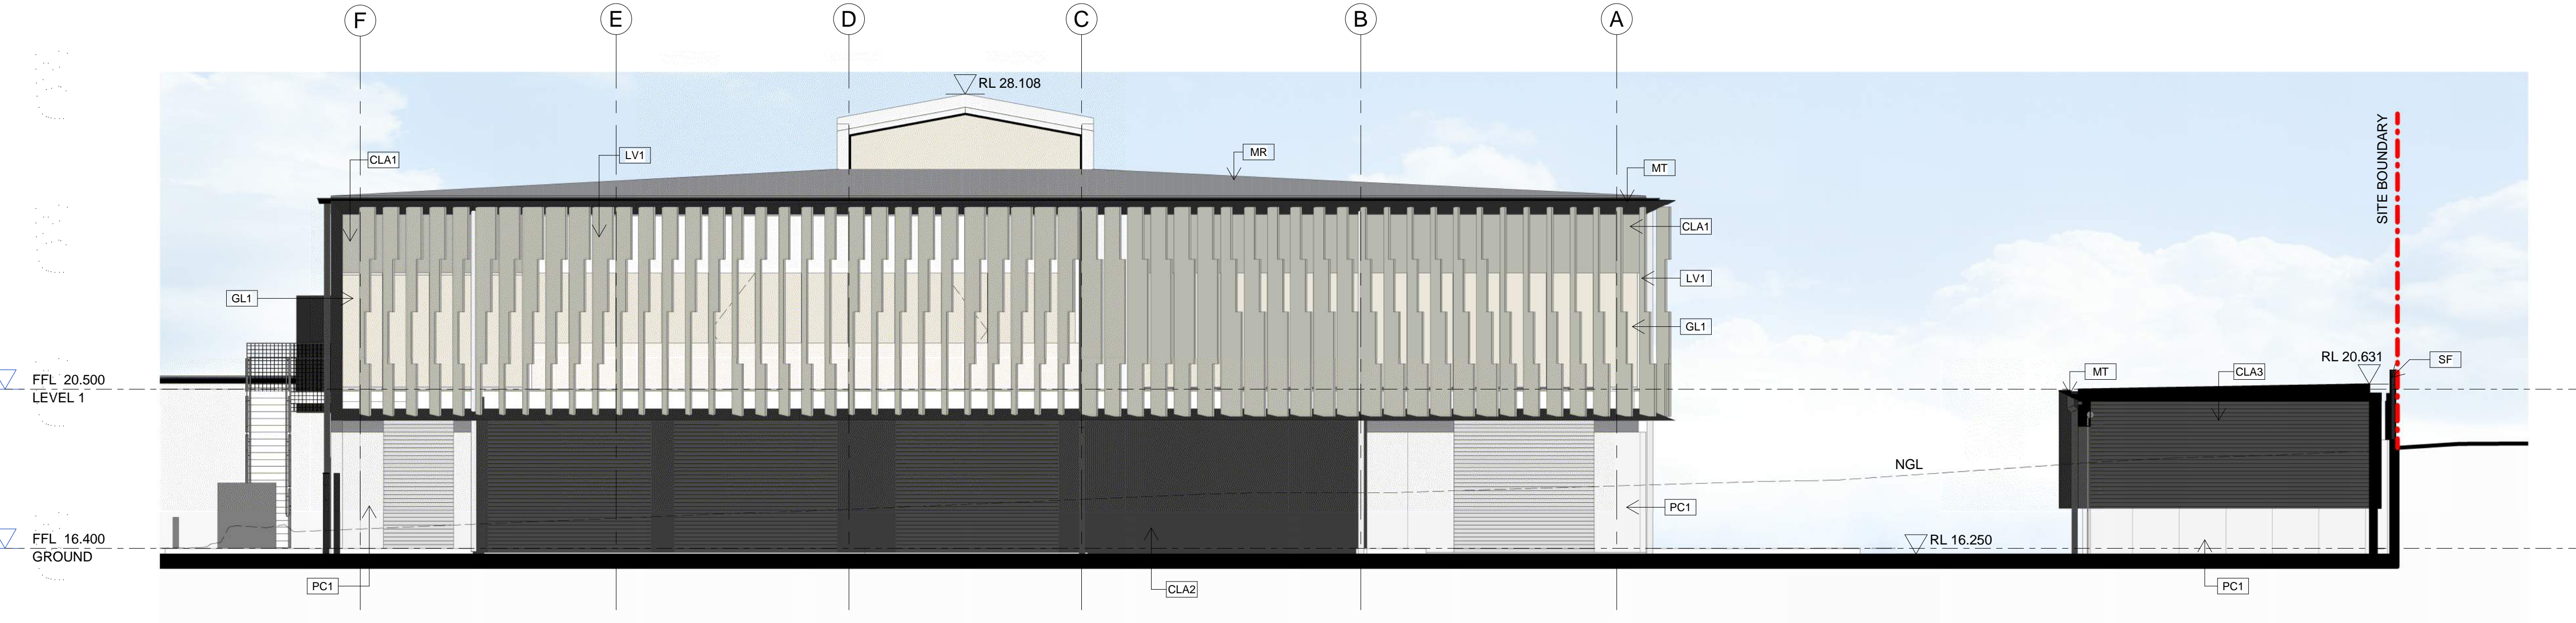 F
E
D
C
B
A
RL 28.108
SITE BOUNDARY
CLA1
LV1
MR
MT
CLA1
LV1
GL1
GL1
RL 20.631
SF
MT
CLA3
FFL 20.500
LEVEL 1
NGL
PC1
FFL 16.400
GROUND
RL 16.250
PC1
CLA2
PC1